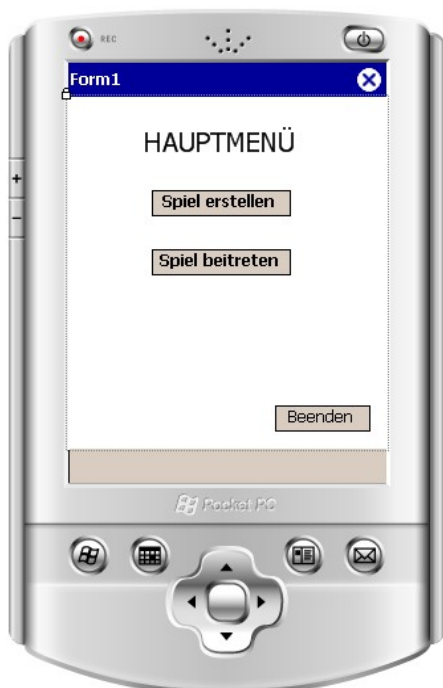 REC
Form1
HAUPTMENÜ
Spiel erstellen
Spiel beitreten
Beenden
Pocket PC